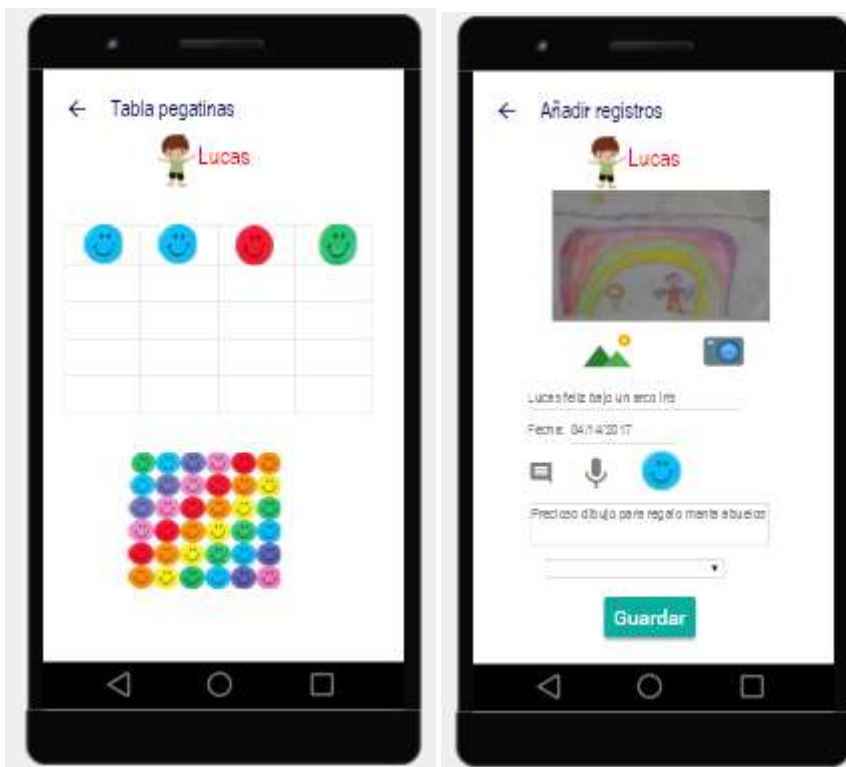 Tabla pegatinas
Lucas
Añadir registros
Lucas
Lucas feliz bajo un arco Iris
Fecha: 04/14/2017
Precioso dibujo para regalo manta abuelos
Guardar